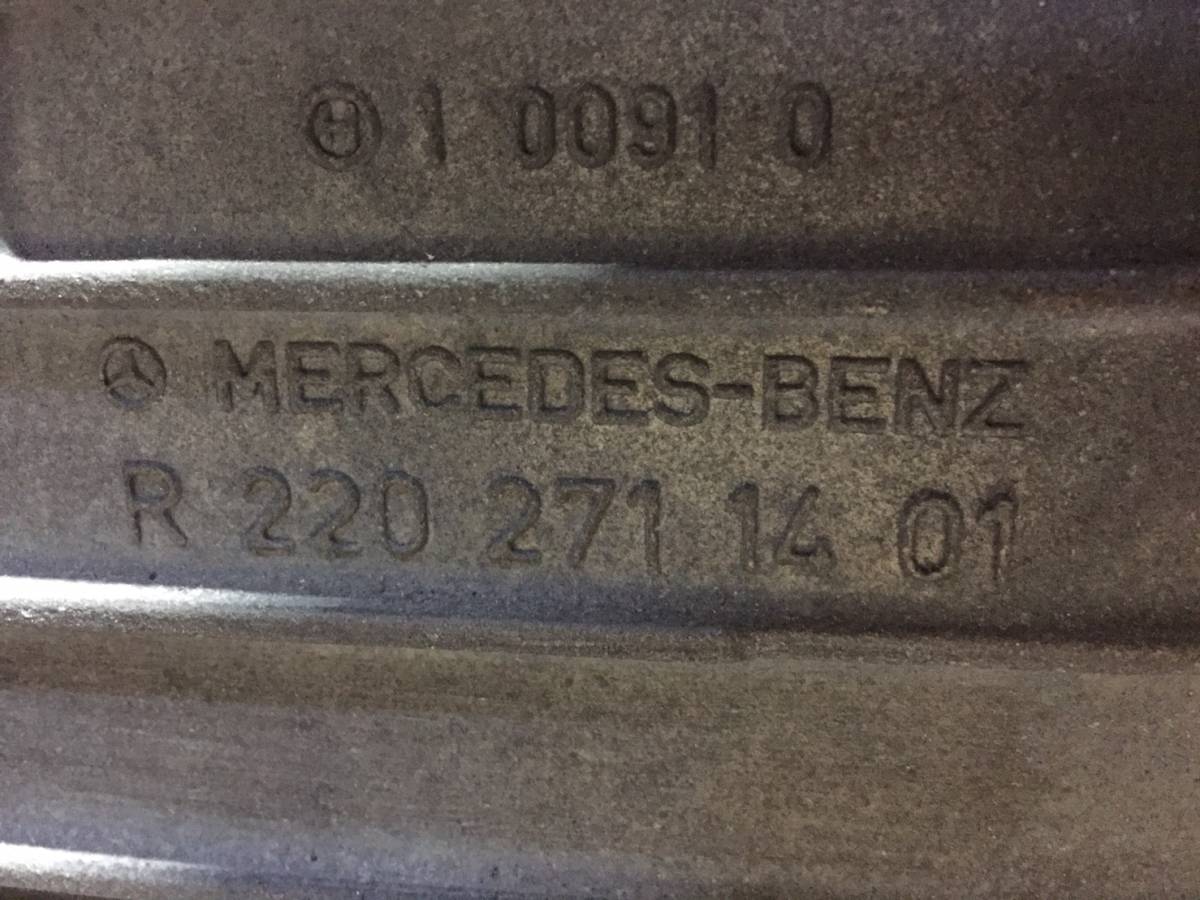 H 1 0091 0
MERCEDES-BENZ
R 220 271 14 01